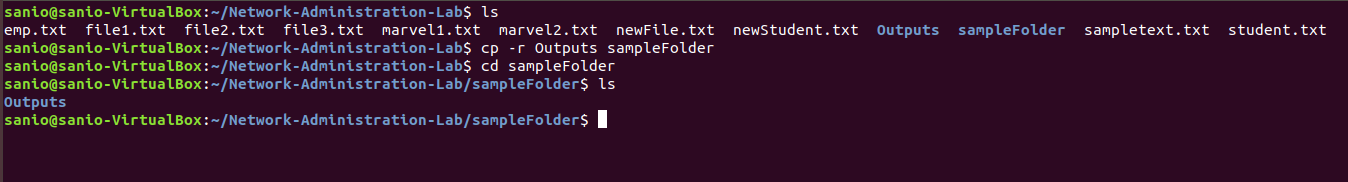 sanio@sanio-VirtualBox:~/Network-Administration-Lab$ ls
emp.txt  file1.txt  file2.txt  file3.txt  marvel1.txt  marvel2.txt  newFile.txt  newStudent.txt  Outputs  sampleFolder  sampletext.txt  student.txt
sanio@sanio-VirtualBox:~/Network-Administration-Lab$ cp -r Outputs sampleFolder
sanio@sanio-VirtualBox:~/Network-Administration-Lab$ cd sampleFolder
sanio@sanio-VirtualBox:~/Network-Administration-Lab/sampleFolder$ ls
Outputs
sanio@sanio-VirtualBox:~/Network-Administration-Lab/sampleFolder$